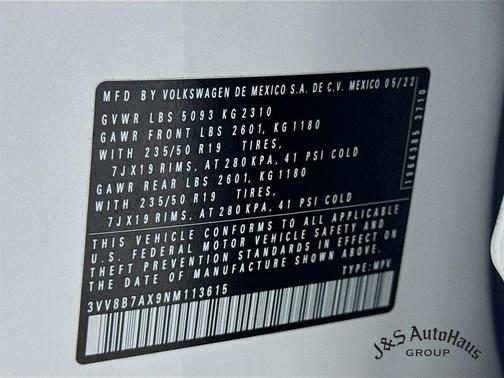 MFD BY VOLKSWAGEN DE MEXICO S.A. DE C.V. MEXICO 05/22
GVWR LBS 5093 KG 2310
GAWR FRONT LBS 2601, KG 1180
WITH 235/50 R19 TIRES,
7JX19 RIMS, AT 280 KPA, 41 PSI COLD
GAWR REAR LBS 2601, KG 1180
WITH 235/50 R19 TIRES,
7JX19 RIMS, AT 280 KPA, 41 PSI COLD
THIS VEHICLE CONFORMS TO ALL APPLICABLE
U.S. FEDERAL MOTOR VEHICLE SAFETY AND
THEFT PREVENTION STANDARDS IN EFFECT ON
THE DATE OF MANUFACTURE SHOWN ABOVE.
3VV8B7AX9NM113615 TYPE: MPV
1964385 3710
J&S AutoHaus
GROUP